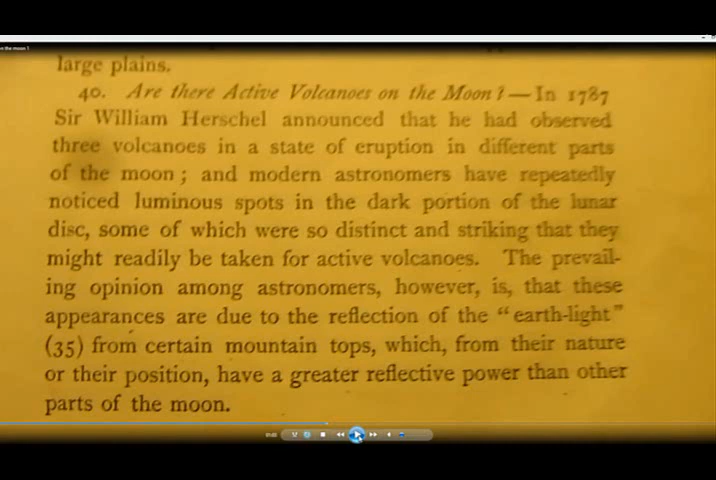 on the moon 1
large plains.
40. Are there Active Volcanoes on the Moon? — In 1787
Sir William Herschel announced that he had observed
three volcanoes in a state of eruption in different parts
of the moon; and modern astronomers have repeatedly
noticed luminous spots in the dark portion of the lunar
disc, some of which were so distinct and striking that they
might readily be taken for active volcanoes. The prevail-
ing opinion among astronomers, however, is, that these
appearances are due to the reflection of the "earth-light"
(35) from certain mountain tops, which, from their nature
or their position, have a greater reflective power than other
parts of the moon.